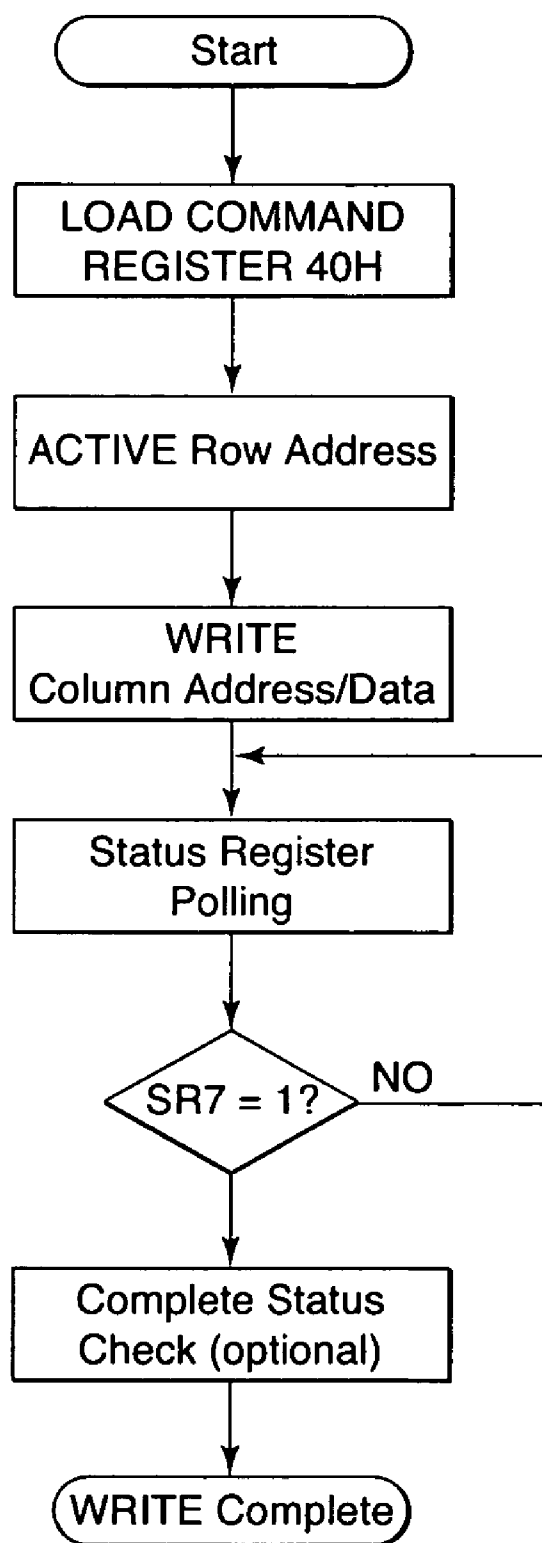 Start
LOAD COMMAND
REGISTER 40H
ACTIVE Row Address
WRITE
Column Address/Data
Status Register
Polling
SR7 = 1?
NO
Complete Status
Check (optional)
WRITE Complete